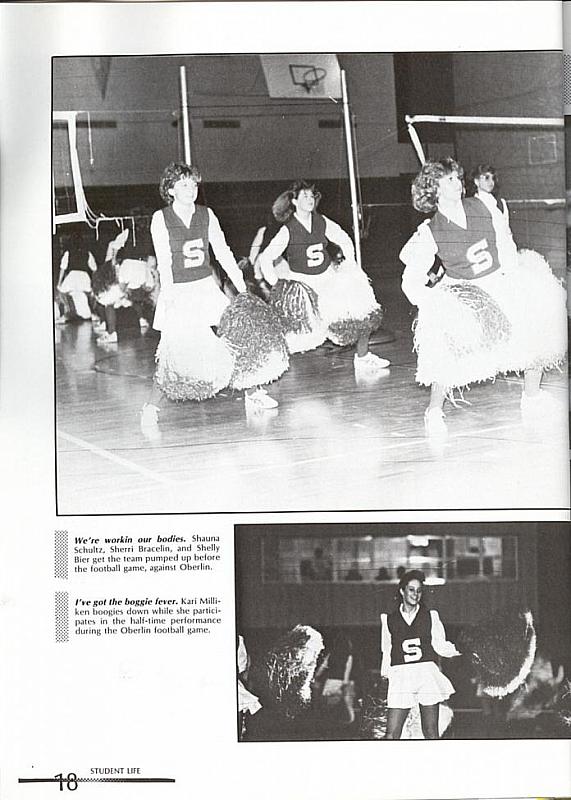 S
S
S
We're workin our bodies. Shauna
Schultz, Sherri Bracelin, and Shelly
Bier get the team pumped up before
the football game, against Oberlin.
I've got the boggie fever. Kari Milli-
ken boogies down while she partici-
pates in the half-time performance
during the Oberlin football game.
S
STUDENT LIFE
18